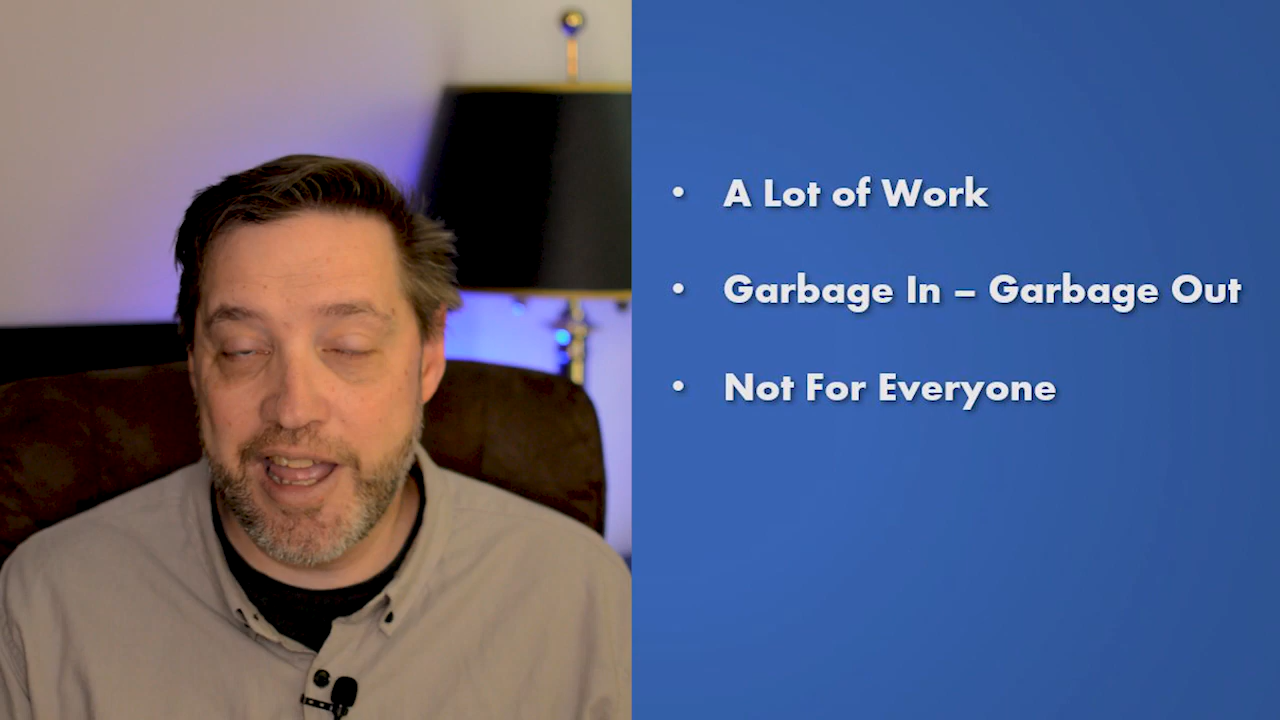 • A Lot of Work
• Garbage In – Garbage Out
• Not For Everyone